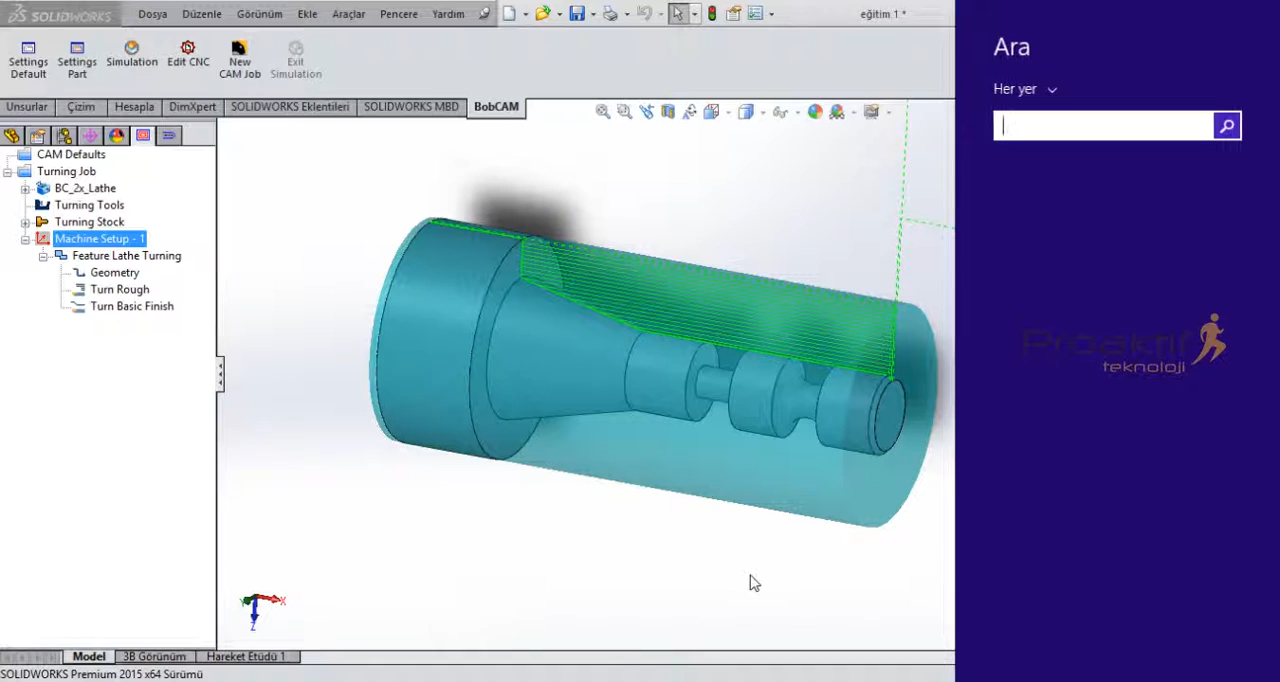 SOLIDWORKS
Dosya Düzenle Görünüm Ekle Araçlar Pencere Yardım
eğitim 1 *
Settings Default
Settings Part
Simulation
Edit CNC
New CAM Job
Exit Simulation
Unsurlar Çizim Hesapla DimXpert SOLIDWORKS Eklentileri SOLIDWORKS MBD BobCAM
CAM Defaults
Turning Job
BC_2x_Lathe
Turning Tools
Turning Stock
Machine Setup - 1
Feature Lathe Turning
Geometry
Turn Rough
Turn Basic Finish
Y X
Z
Model 3B Görünüm Hareket Etüdü 1
SOLIDWORKS Premium 2015 x64 Sürümü
Ara
Her yer
Proaktif
teknoloji